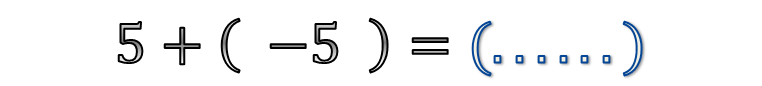 5 + ( −5 ) = (......)